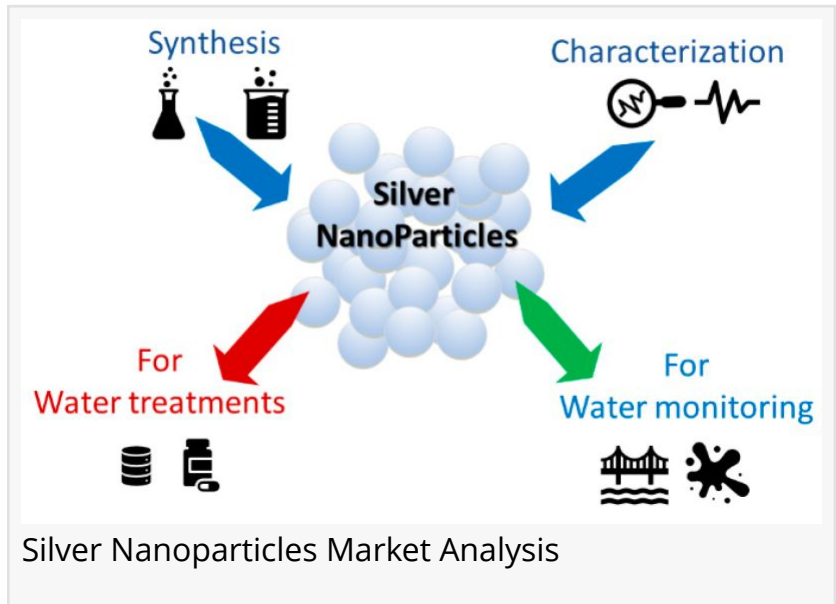 Synthesis
Characterization
Silver
NanoParticles
For
Water treatments
For
Water monitoring
Silver Nanoparticles Market Analysis